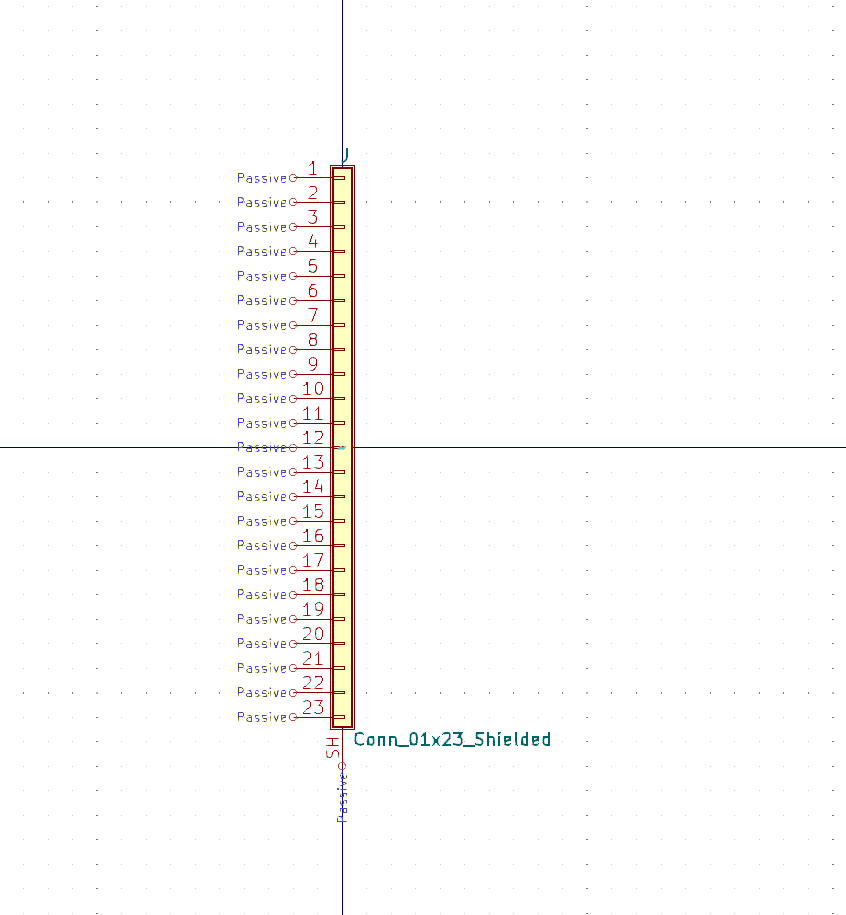 J
Passive 1
Passive 2
Passive 3
Passive 4
Passive 5
Passive 6
Passive 7
Passive 8
Passive 9
Passive 10
Passive 11
Passive 12
Passive 13
Passive 14
Passive 15
Passive 16
Passive 17
Passive 18
Passive 19
Passive 20
Passive 21
Passive 22
Passive 23
SH
Conn_01x23_Shielded
Passive